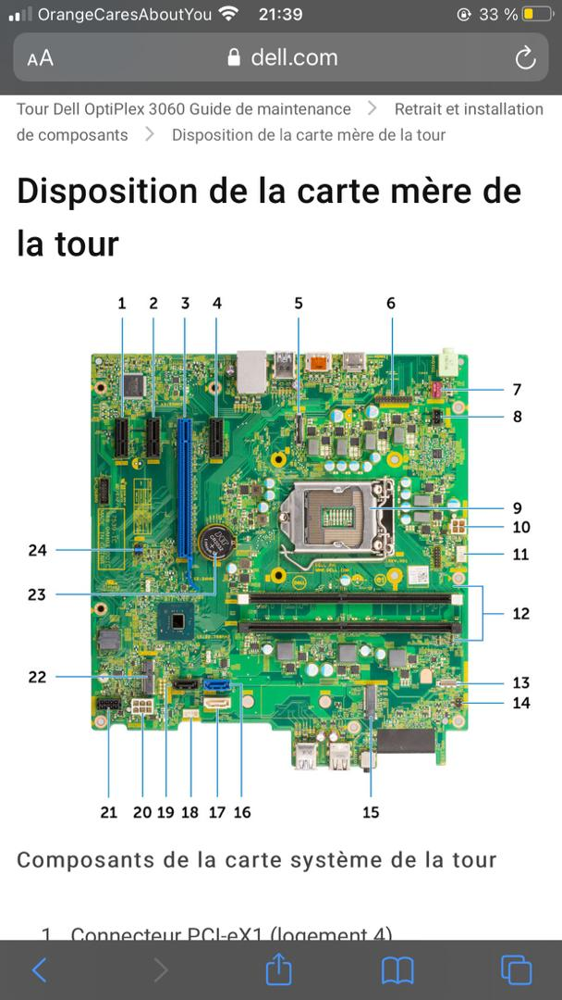 OrangeCaresAboutYou 21:39 33 %
AA dell.com
Tour Dell OptiPlex 3060 Guide de maintenance > Retrait et installation
de composants > Disposition de la carte mère de la tour
Disposition de la carte mère de
la tour
1 2 3 4 5 6
7
8
9
10
24
11
23
12
22
13
14
21 20 19 18 17 16 15
Composants de la carte système de la tour
1 Connecteur PCI-eX1 (logement 4)